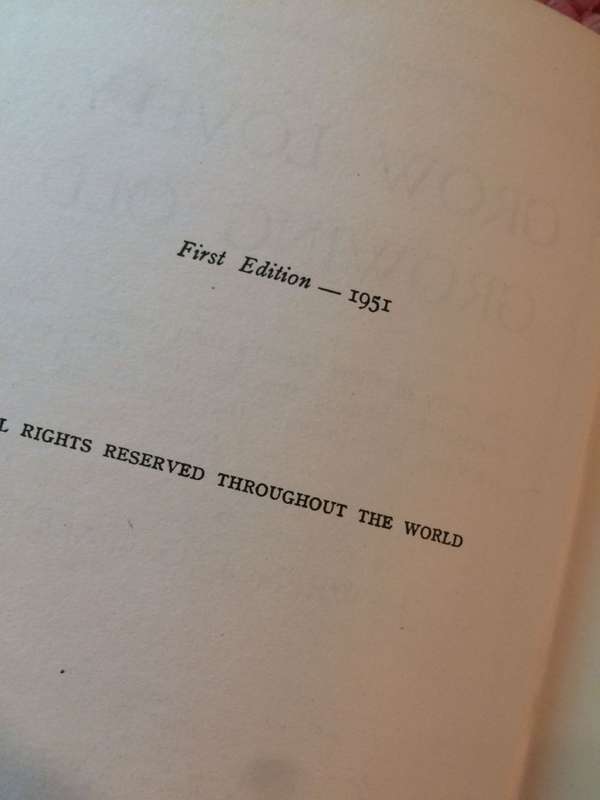 First Edition — 1951
L RIGHTS RESERVED THROUGHOUT THE WORLD